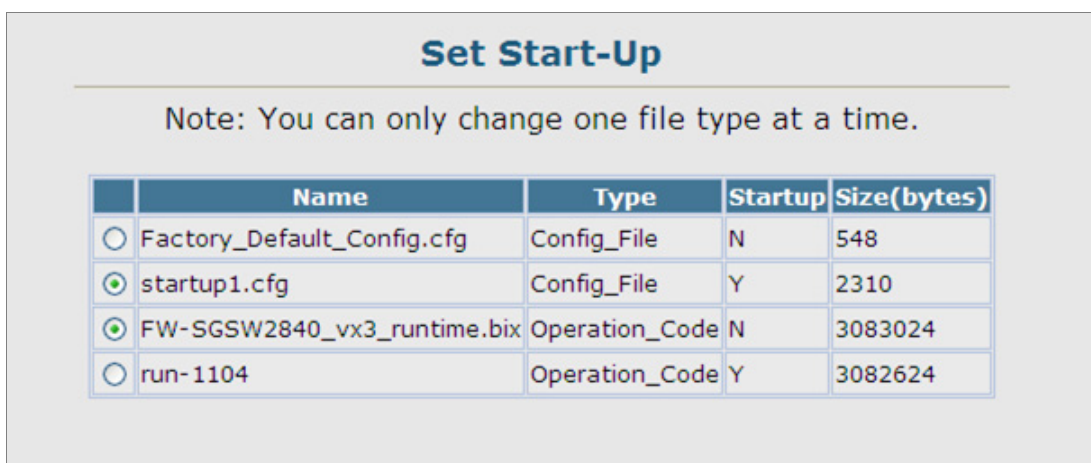 Set Start-Up
Note: You can only change one file type at a time.
Name Type Startup Size(bytes)
Factory_Default_Config.cfg Config_File N 548
startup1.cfg Config_File Y 2310
FW-SGSW2840_vx3_runtime.bix Operation_Code N 3083024
run-1104 Operation_Code Y 3082624